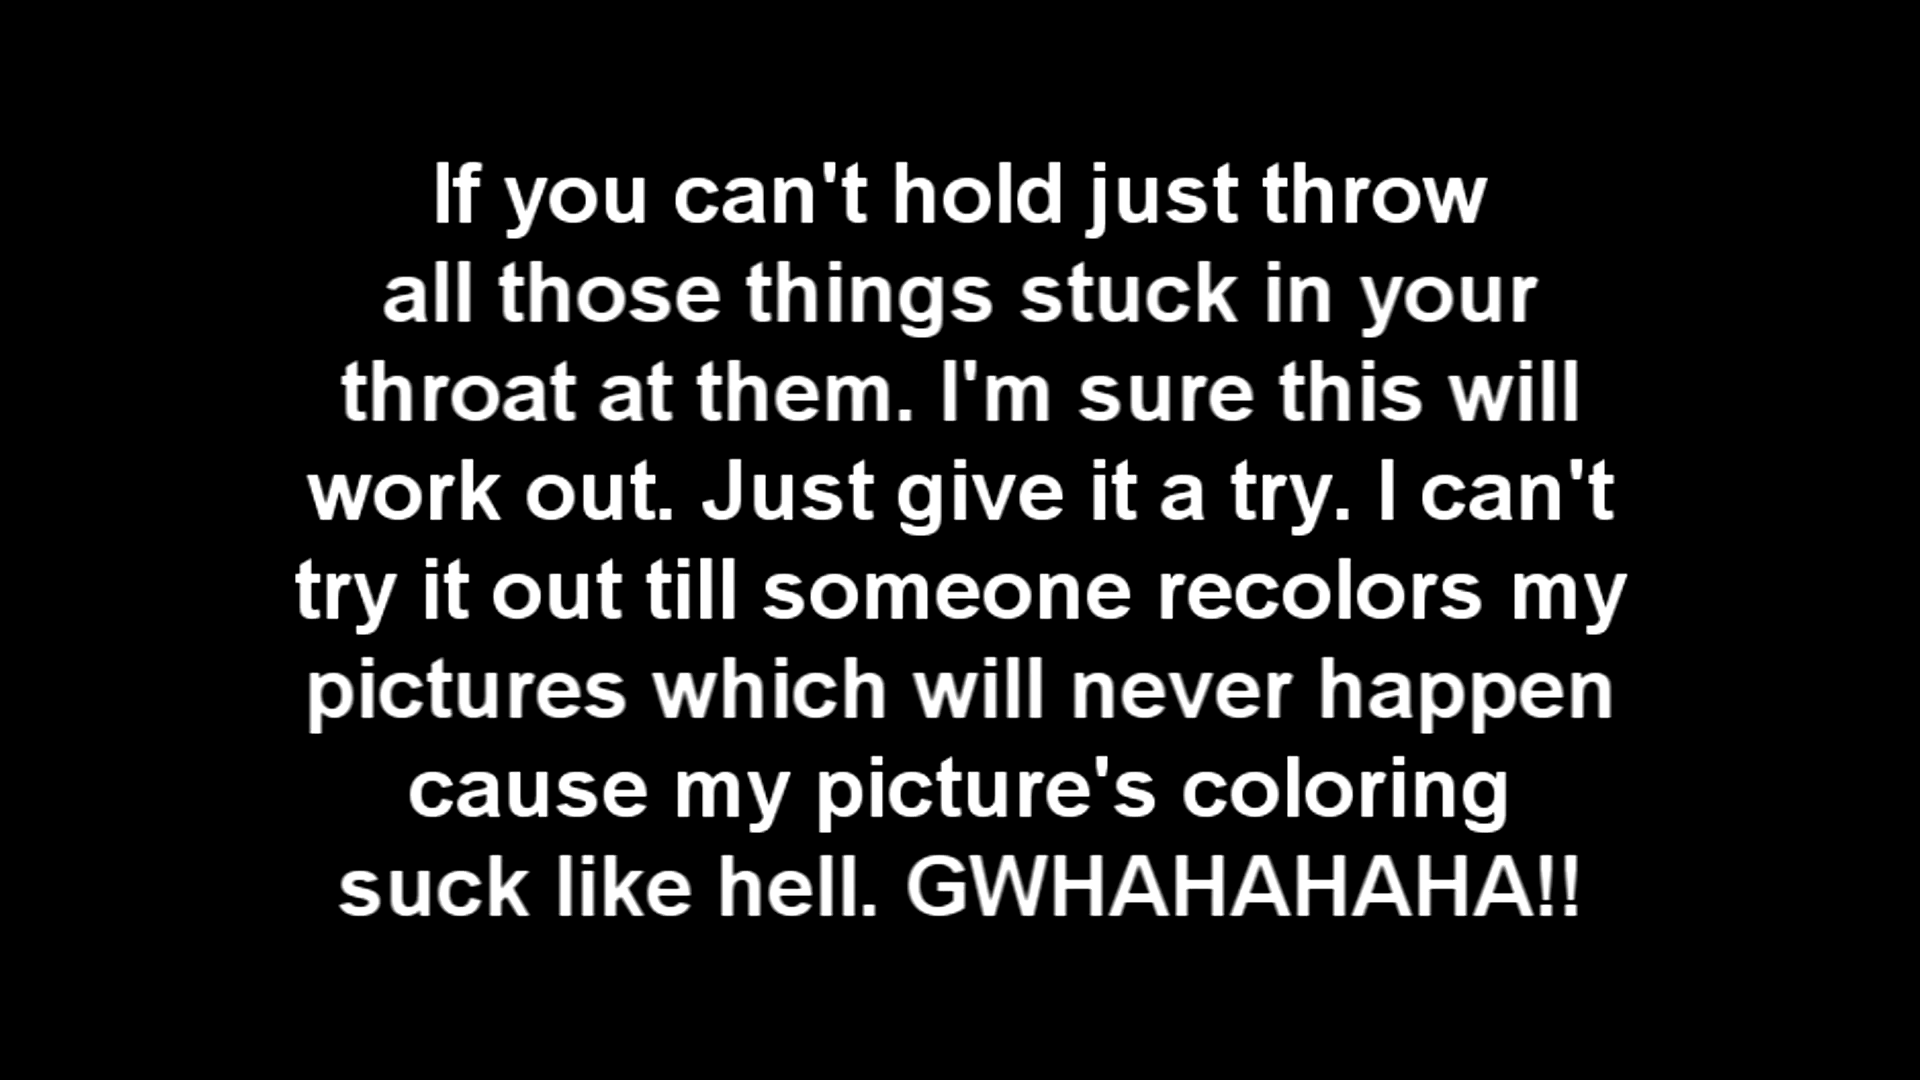 If you can't hold just throw
all those things stuck in your
throat at them. I'm sure this will
work out. Just give it a try. I can't
try it out till someone recolors my
pictures which will never happen
cause my picture's coloring
suck like hell. GWHAHAHAHA!!